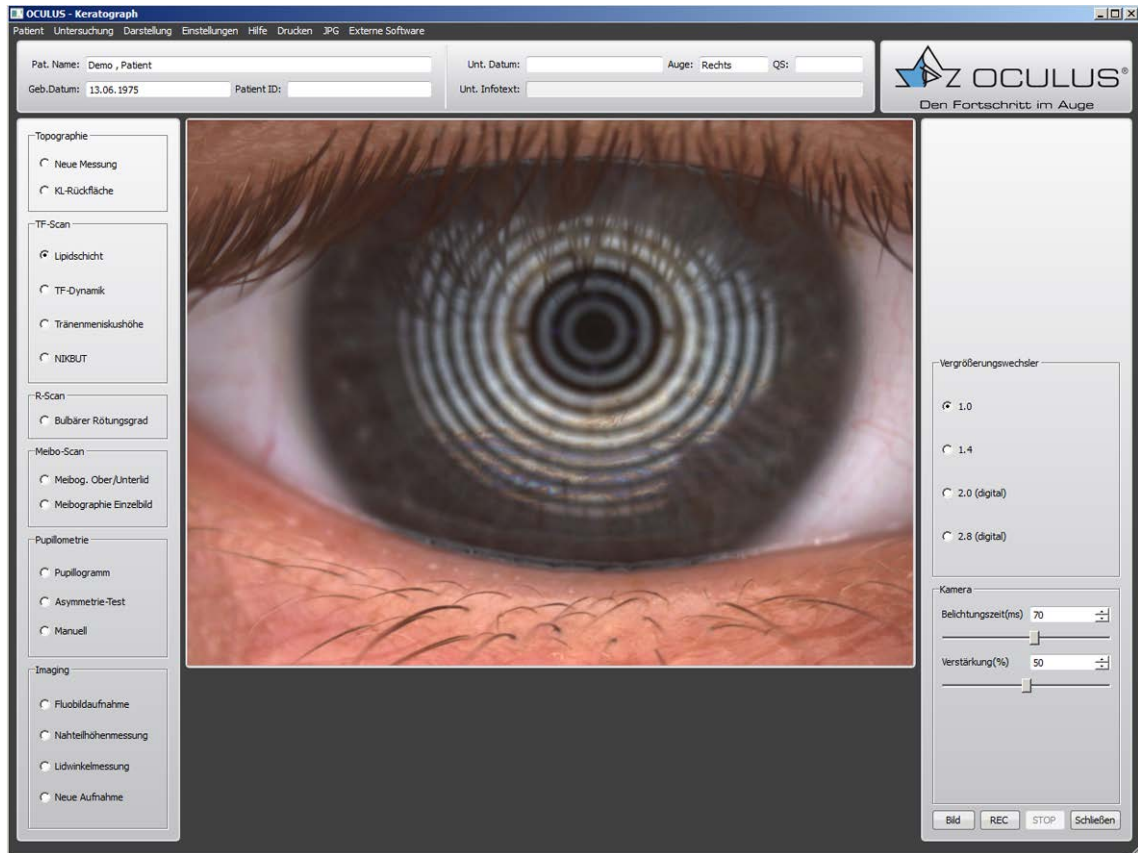 OCULUS - Keratograph
Patient Untersuchung Darstellung Einstellungen Hilfe Drucken JPG Externe Software
Pat. Name: Demo , Patient
Unt. Datum: Auge: Rechts QS:
Geb.Datum: 13.06.1975 Patient ID:
Unt. Infotext:
OCULUS®
Den Fortschritt im Auge
Topographie
Neue Messung
KL-Rückfläche
TF-Scan
Lipidschicht
TF-Dynamik
Tränenmeniskushöhe
NIKBUT
R-Scan
Bulbärer Rötungsgrad
Meibo-Scan
Meibog. Ober/Unterlid
Meibographie Einzelbild
Pupillometrie
Pupillogramm
Asymmetrie-Test
Manuell
Imaging
Fluobildaufnahme
Nahteilhöhenmessung
Lidwinkelmessung
Neue Aufnahme
Vergrößerungswechsler
1.0
1.4
2.0 (digital)
2.8 (digital)
Kamera
Belichtungszeit(ms) 70
Verstärkung(%) 50
Bild REC STOP Schließen